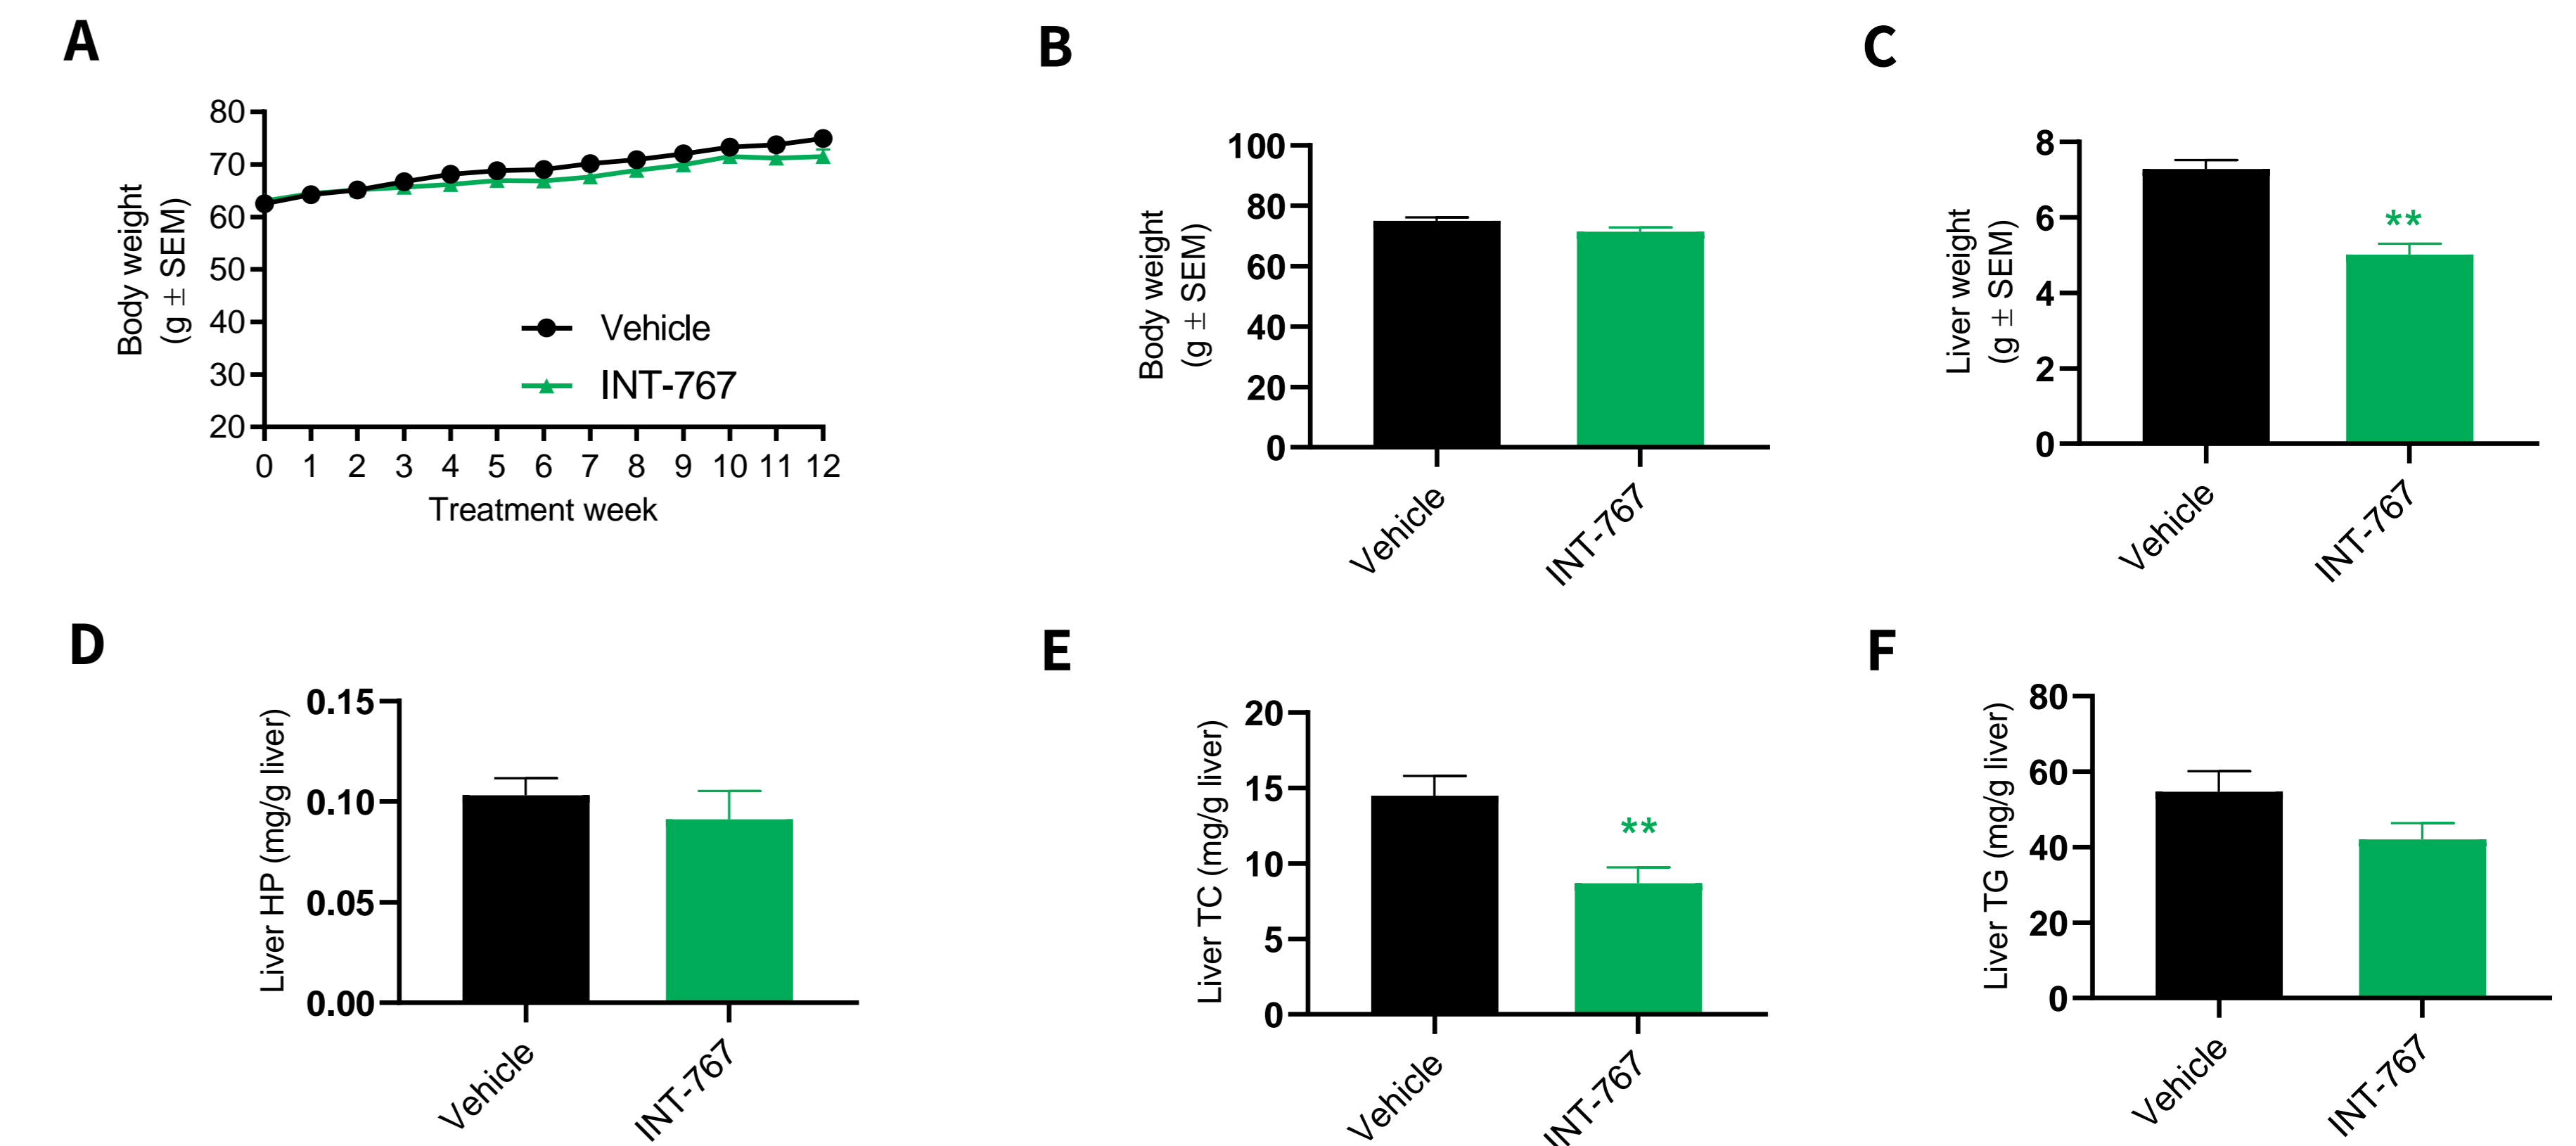 A
80
70
60
50
40
30
20
Body weight
(g ± SEM)
Vehicle
INT-767
0 1 2 3 4 5 6 7 8 9 10 11 12
Treatment week
B
100
80
60
40
20
0
Body weight
(g ± SEM)
Vehicle
INT-767
C
8
6
4
2
0
Liver weight
(g ± SEM)
**
Vehicle
INT-767
D
0.15
0.10
0.05
0.00
Liver HP (mg/g liver)
Vehicle
INT-767
E
20
15
10
5
0
Liver TC (mg/g liver)
**
Vehicle
INT-767
F
80
60
40
20
0
Liver TG (mg/g liver)
Vehicle
INT-767